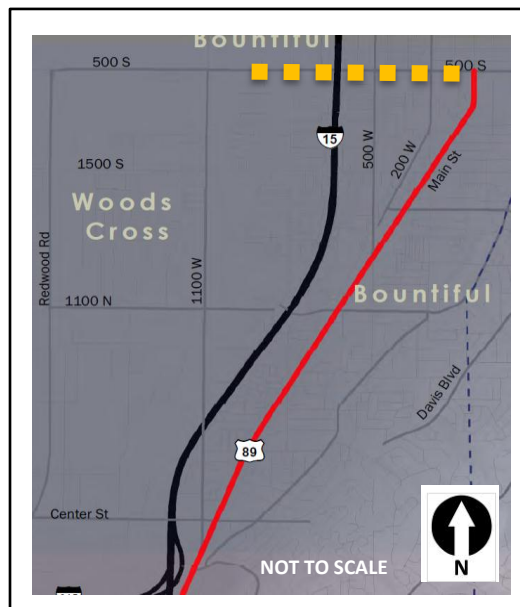 Bountiful
500 S
500 S
15
500 W
200 W
Main St
1500 S
Woods
Cross
Redwood Rd
1100 W
1100 N
Bountiful
Davis Blvd
89
Center St
NOT TO SCALE
N